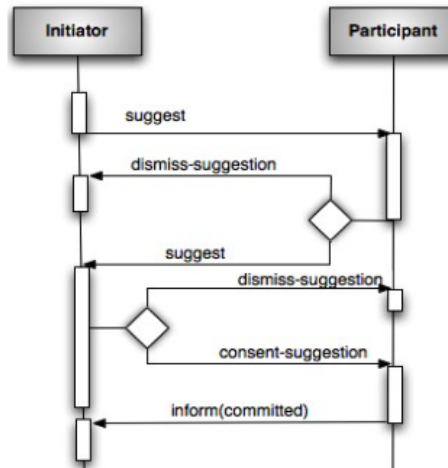 Initiator
Participant
suggest
dismiss-suggestion
suggest
dismiss-suggestion
consent-suggestion
inform(committed)